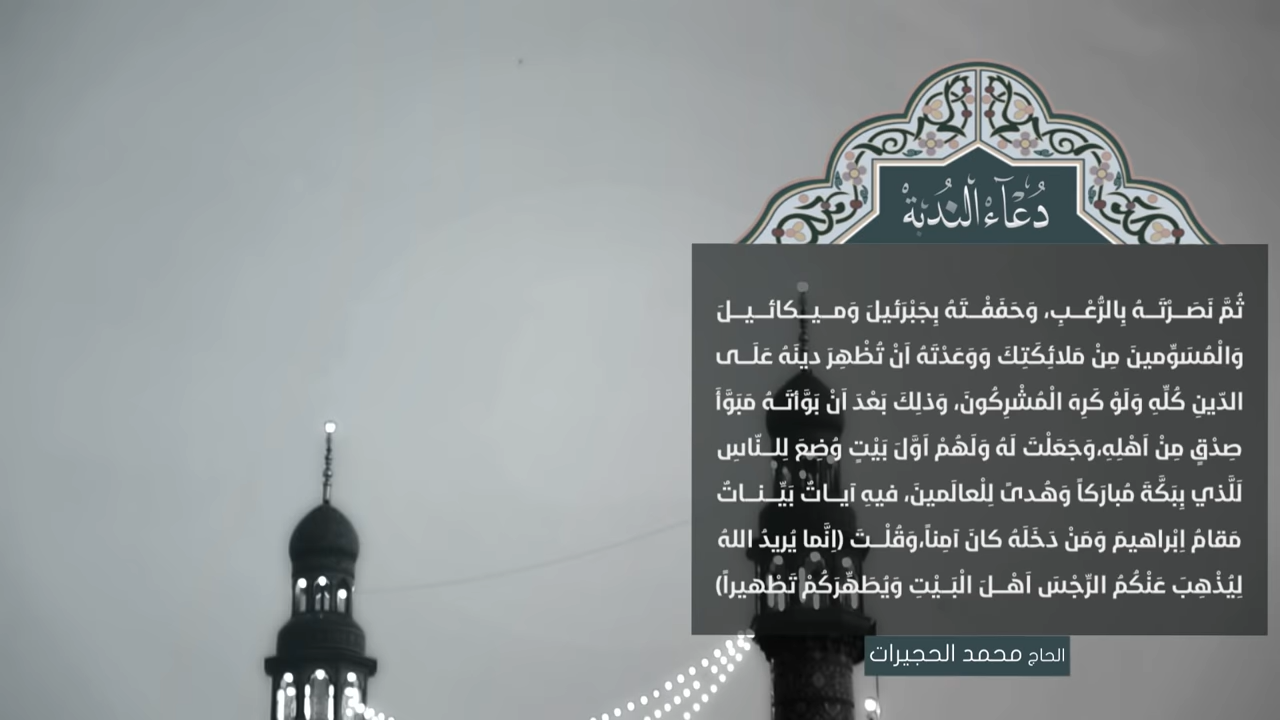 دُعَآءُ النُدبَةْ
ثُمَّ نَصَرْتَهُ بِالرُّعْبِ، وَحَفَفْتَهُ بِجَبْرَئيلَ وَميكائيلَ
وَالْمُسَوِّمينَ مِنْ مَلائِكَتِكَ وَوَعَدْتَهُ اَنْ تُظْهِرَ دينَهُ عَلَى
الدّينِ كُلِّهِ وَلَوْ كَرِهَ الْمُشْرِكُونَ، وَذلِكَ بَعْدَ اَنْ بَوَّأتَهُ مَبَوَّأَ
صِدْقٍ مِنْ اَهْلِهِ،وَجَعَلْتَ لَهُ وَلَهُمْ اَوَّلَ بَيْتٍ وُضِعَ لِلنّاسِ
لَلَّذي بِبَكَّةَ مُبارَكاً وَهُدىً لِلْعالَمينَ، فيهِ آياتٌ بَيِّناتٌ
مَقامُ اِبْراهيمَ وَمَنْ دَخَلَهُ كانَ آمِناً،وَقُلْتَ (اِنَّما يُريدُ اللهُ
لِيُذْهِبَ عَنْكُمُ الرِّجْسَ اَهْلَ الْبَيْتِ وَيُطَهِّرَكُمْ تَطْهيراً)
الحاج محمد الحجيرات